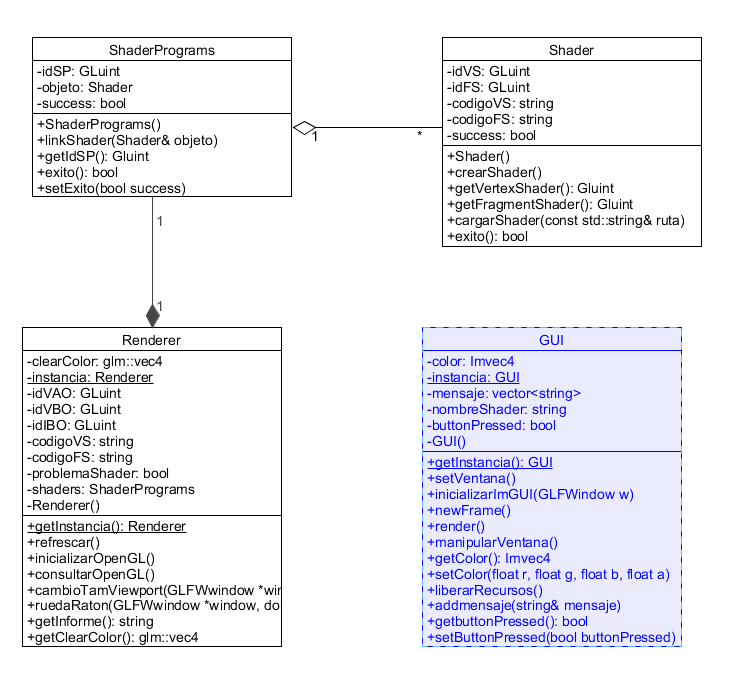 ShaderPrograms
-idSP: GLuint
-objeto: Shader
-success: bool
+ShaderPrograms()
+linkShader(Shader& objeto)
+getIdSP(): Gluint
+exito(): bool
+setExito(bool success)
1
*
Shader
-idVS: GLuint
-idFS: GLuint
-codigoVS: string
-codigoFS: string
-success: bool
+Shader()
+crearShader()
+getVertexShader(): Gluint
+getFragmentShader(): Gluint
+cargarShader(const std::string& ruta)
+exito(): bool
1
1
Renderer
-clearColor: glm::vec4
-instancia: Renderer
-idVAO: GLuint
-idVBO: GLuint
-idIBO: GLuint
-codigoVS: string
-codigoFS: string
-problemaShader: bool
-shaders: ShaderPrograms
-Renderer()
+getInstancia(): Renderer
+refrescar()
+inicializarOpenGL()
+consultarOpenGL()
+cambioTamViewport(GLFWwindow *wir
+ruedaRaton(GLFWwindow *window, do
+getInforme(): string
+getClearColor(): glm::vec4
GUI
-color: Imvec4
-instancia: GUI
-mensaje: vector<string>
-nombreShader: string
-buttonPressed: bool
-GUI()
+getInstancia(): GUI
+setVentana()
+inicializarImGUI(GLFWindow w)
+newFrame()
+render()
+manipularVentana()
+getColor(): Imvec4
+setColor(float r, float g, float b, float a)
+liberarRecursos()
+addmensaje(string& mensaje)
+getbuttonPressed(): bool
+setButtonPressed(bool buttonPressed)